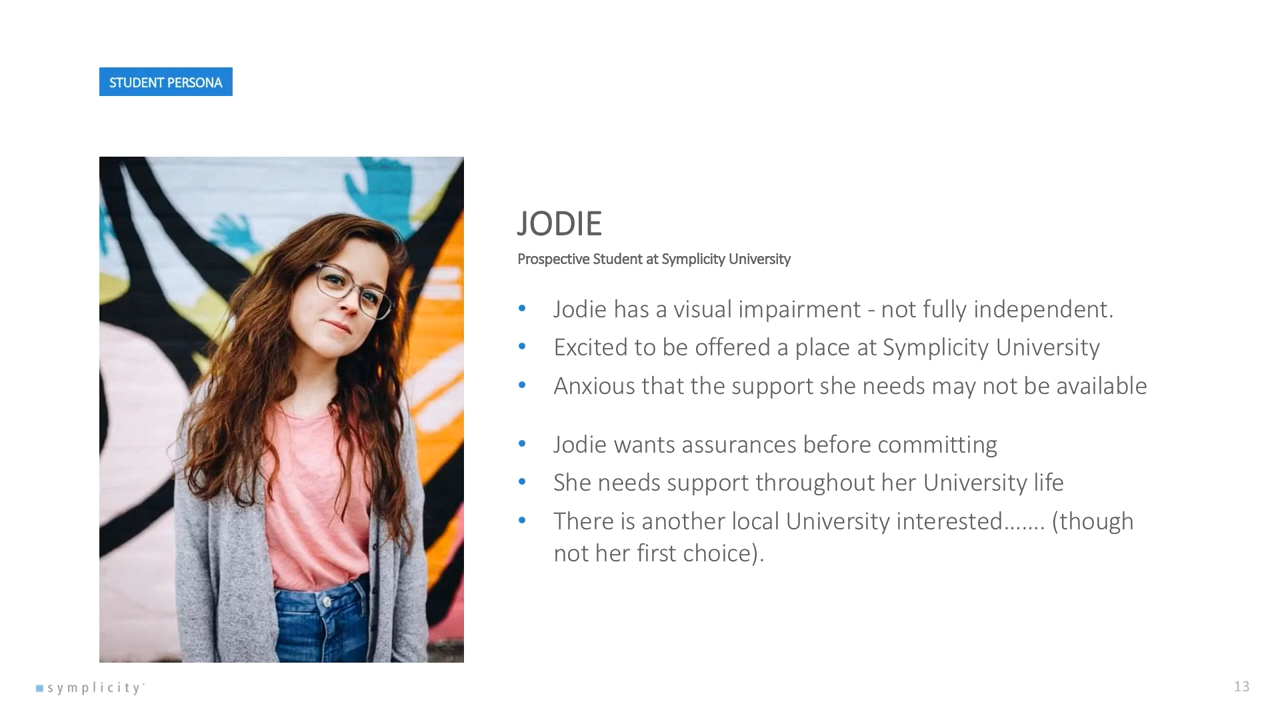 STUDENT PERSONA
JODIE
Prospective Student at Symplicity University
• Jodie has a visual impairment - not fully independent.
• Excited to be offered a place at Symplicity University
• Anxious that the support she needs may not be available
• Jodie wants assurances before committing
• She needs support throughout her University life
• There is another local University interested....... (though
not her first choice).
symplicity
13